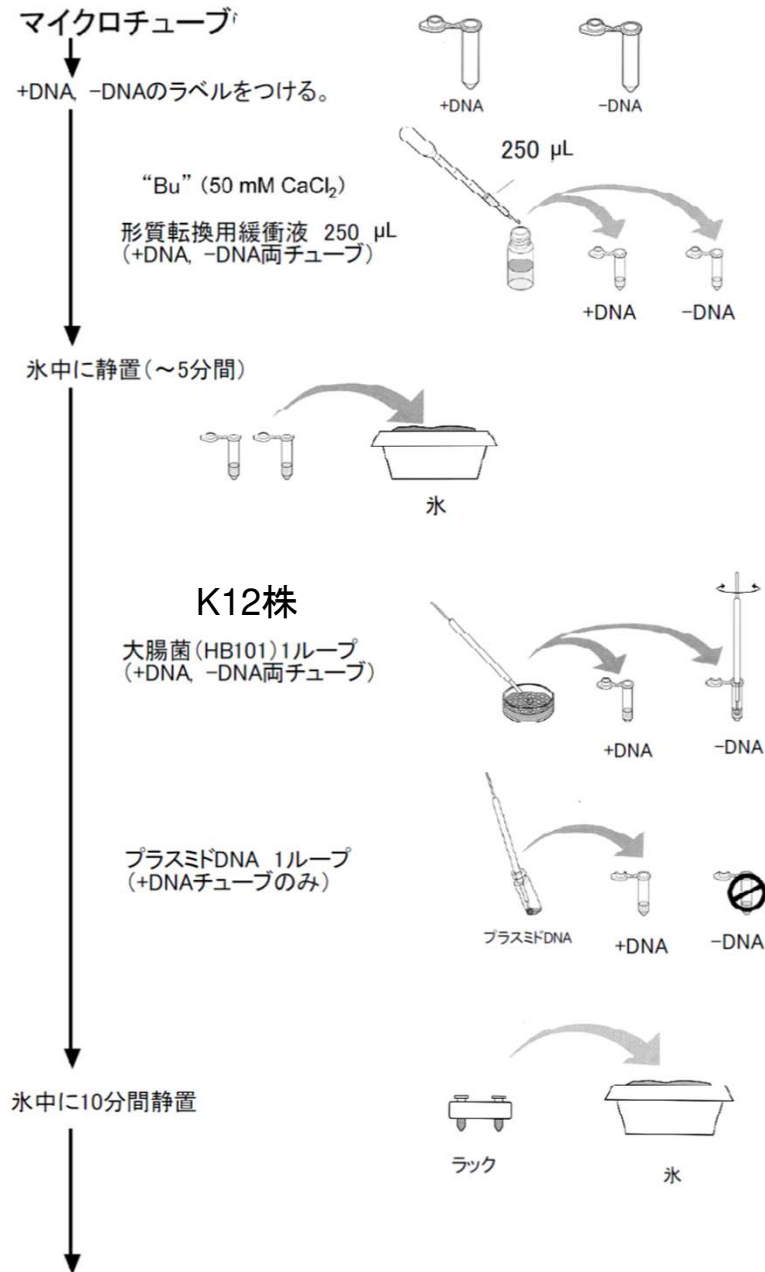 マイクロチューブ
+DNA, −DNAのラベルをつける。
+DNA
−DNA
250 μL
“Bu” (50 mM CaCl₂)
形質転換用緩衝液 250 μL
(+DNA, −DNA両チューブ)
+DNA
−DNA
氷中に静置(～5分間)
氷
K12株
大腸菌(HB101)1ループ
(+DNA, −DNA両チューブ)
+DNA
−DNA
プラスミドDNA 1ループ
(+DNAチューブのみ)
プラスミドDNA
+DNA
−DNA
氷中に10分間静置
ラック
氷